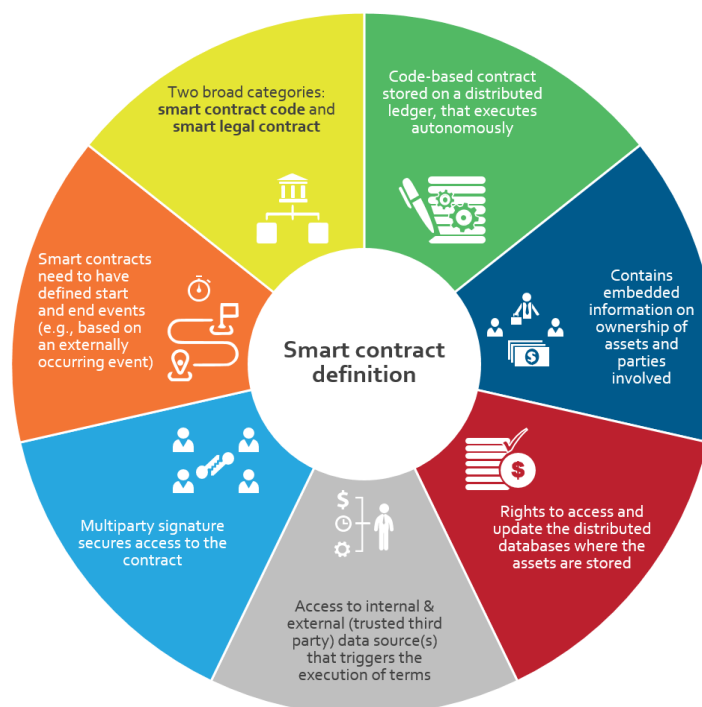 Smart contract
definition
Code-based contract
stored on a distributed
ledger, that executes
autonomously
Contains
embedded
information on
ownership of
assets and
parties
involved
Rights to access and
update the distributed
databases where the
assets are stored
Access to internal &
external (trusted third
party) data source(s)
that triggers the
execution of terms
Multiparty signature
secures access to the
contract
Smart contracts
need to have
defined start
and end events
(e.g., based on
an externally
occurring event)
Two broad categories:
smart contract code and
smart legal contract
$
$
$